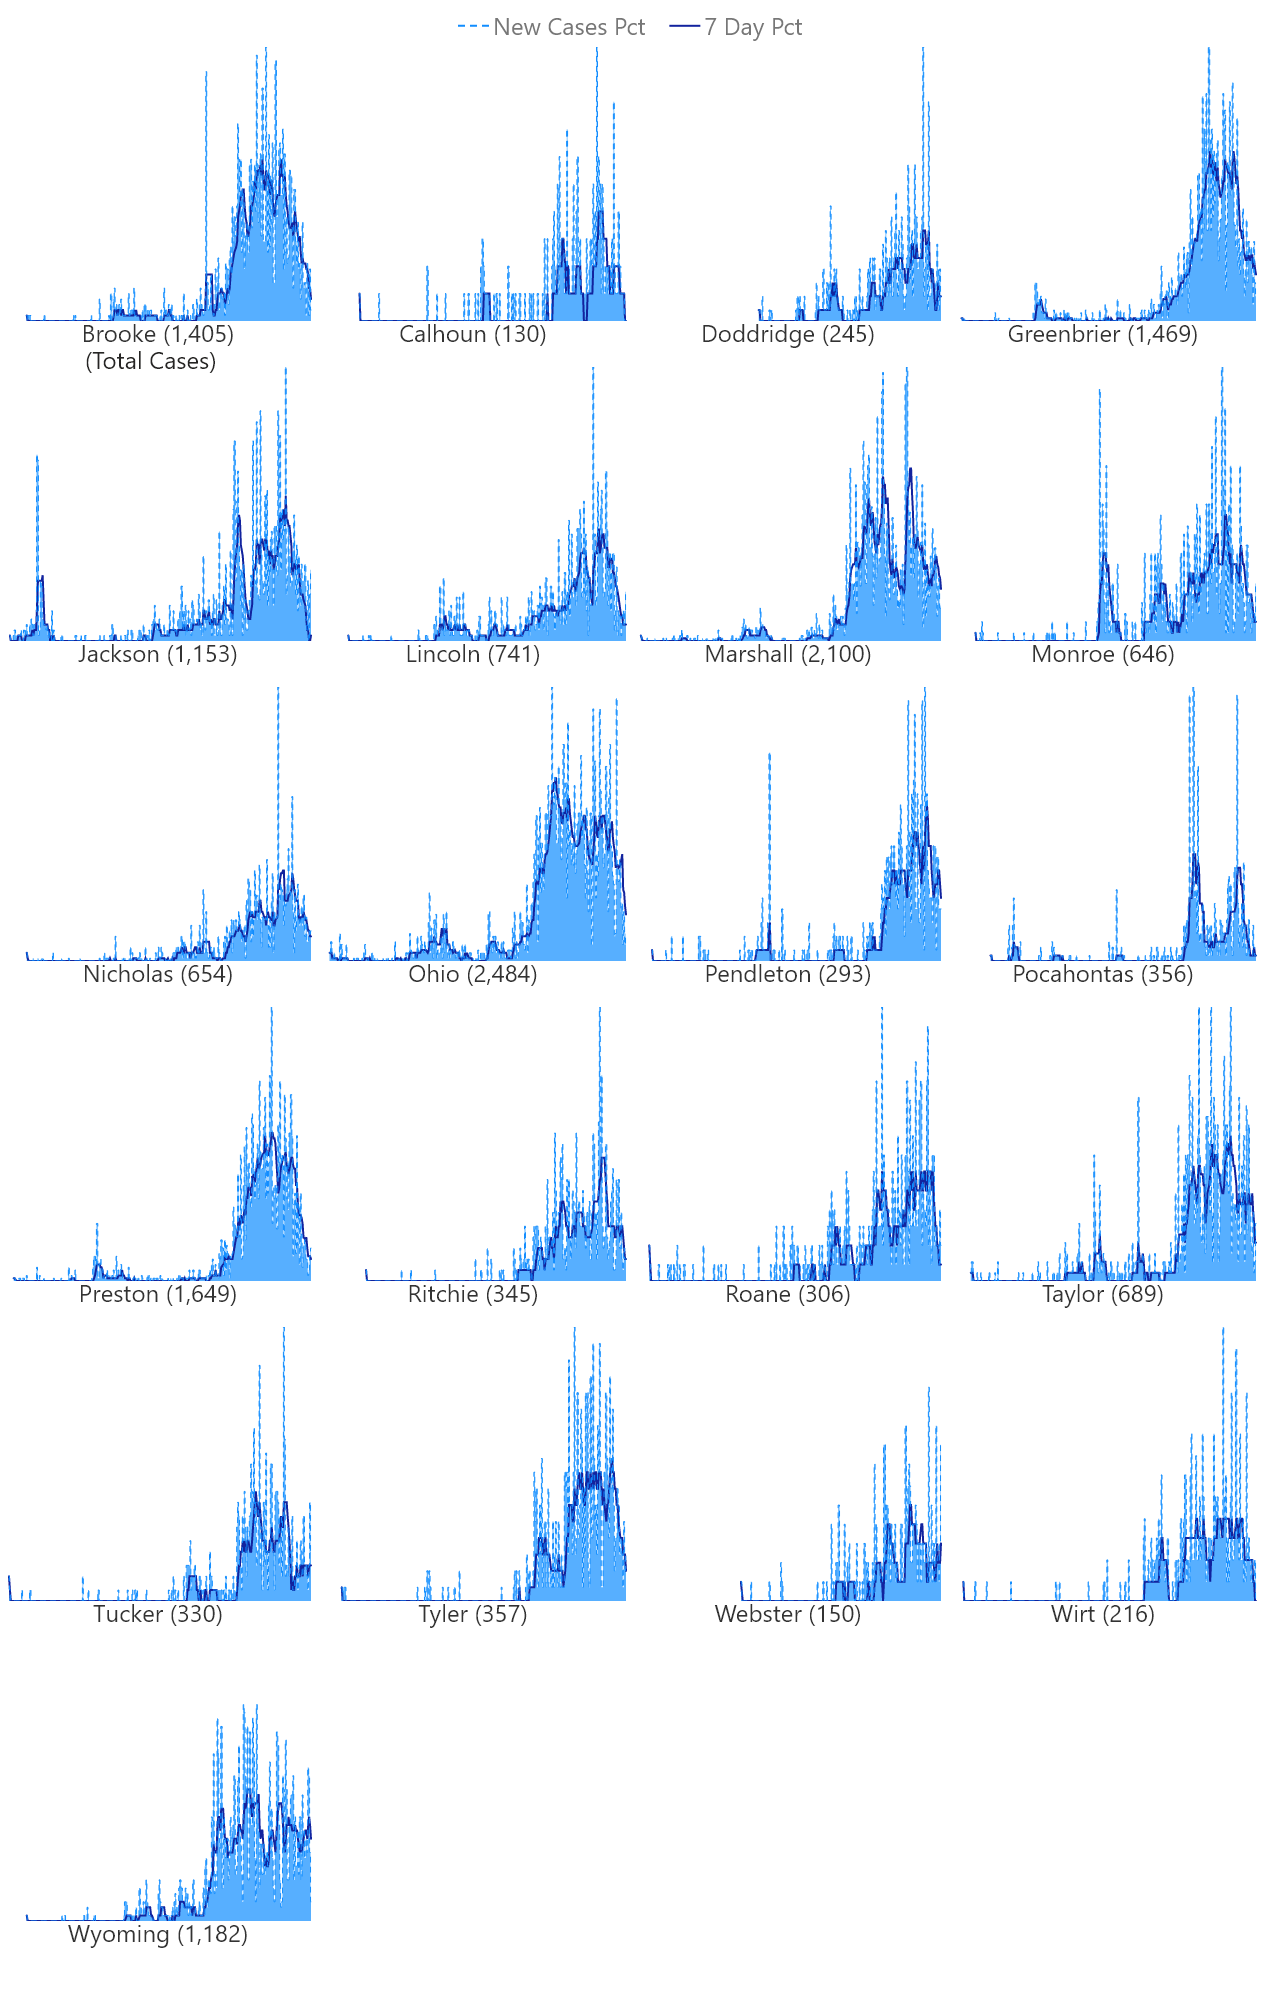 New Cases Pct 7 Day Pct
Brooke (1,405) Calhoun (130) Doddridge (245) Greenbrier (1,469)
(Total Cases)
Jackson (1,153) Lincoln (741) Marshall (2,100) Monroe (646)
Nicholas (654) Ohio (2,484) Pendleton (293) Pocahontas (356)
Preston (1,649) Ritchie (345) Roane (306) Taylor (689)
Tucker (330) Tyler (357) Webster (150) Wirt (216)
Wyoming (1,182)